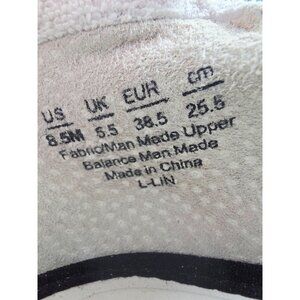 US UK EUR cm
8.5M 5.5 38.5 25.5
Fabric/Man Made Upper
Balance Man Made
Made in China
L-LIN